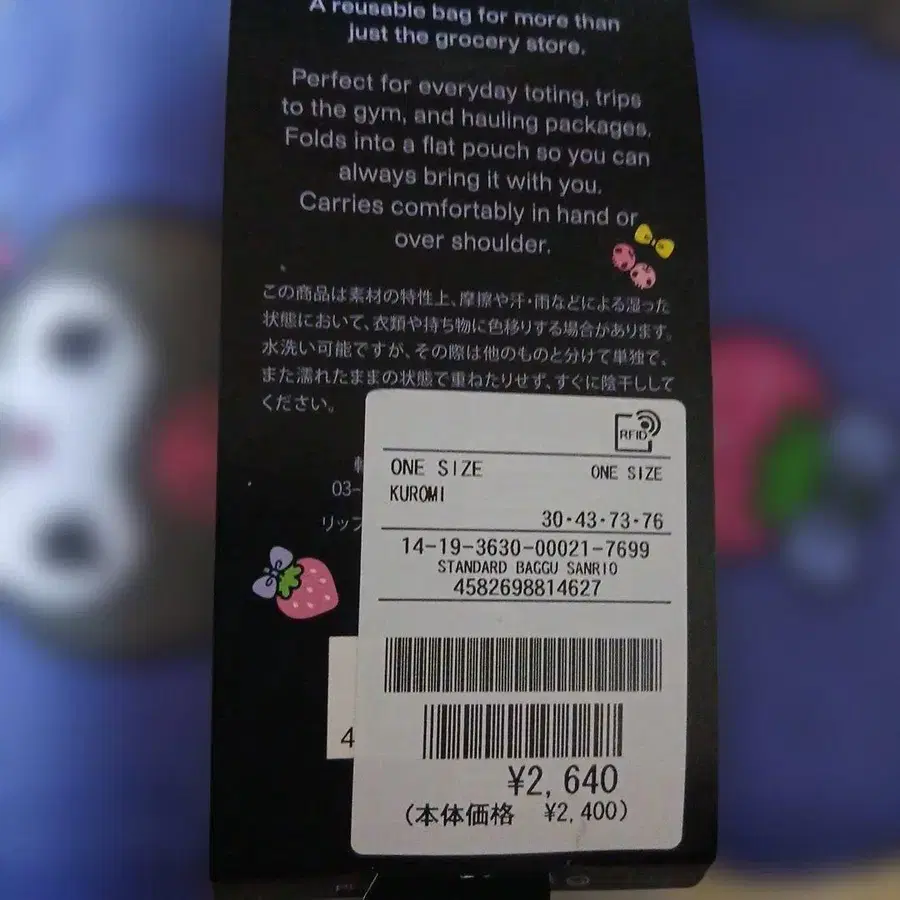 A reusable bag for more than
just the grocery store.
Perfect for everyday toting, trips
to the gym, and hauling packages.
Folds into a flat pouch so you can
always bring it with you.
Carries comfortably in hand or
over shoulder.
この商品は素材の特性上、摩擦や汗・雨などによる湿った
状態において、衣類や持ち物に色移りする場合があります。
水洗い可能ですが、その際は他のものと分けて単独で、
また濡れたままの状態で重ねたりせず、すぐに陰干しして
ください。
03-
リップ
RFID
ONE SIZE ONE SIZE
KUROMI
30・43・73・76
14-19-3630-00021-7699
STANDARD BAGGU SANRIO
4582698814627
4
¥2,640
(本体価格 ¥2,400)